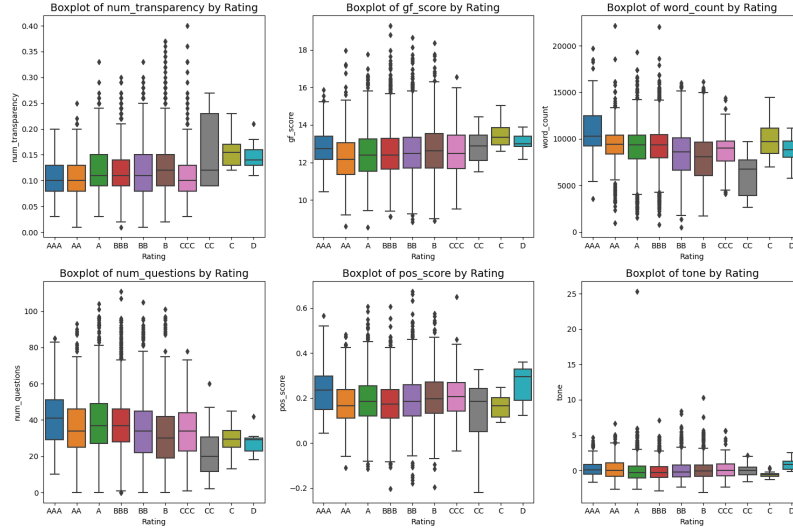 Boxplot of num_transparency by Rating
num_transparency
0.40
0.35
0.30
0.25
0.20
0.15
0.10
0.05
0.00
AAA AA A BBB BB B CCC CC C D
Rating
Boxplot of gf_score by Rating
gf_score
18
16
14
12
10
AAA AA A BBB BB B CCC CC C D
Rating
Boxplot of word_count by Rating
word_count
20000
15000
10000
5000
0
AAA AA A BBB BB B CCC CC C D
Rating
Boxplot of num_questions by Rating
num_questions
100
80
60
40
20
0
AAA AA A BBB BB B CCC CC C D
Rating
Boxplot of pos_score by Rating
pos_score
0.6
0.4
0.2
0.0
−0.2
AAA AA A BBB BB B CCC CC C D
Rating
Boxplot of tone by Rating
tone
25
20
15
10
5
0
AAA AA A BBB BB B CCC CC C D
Rating